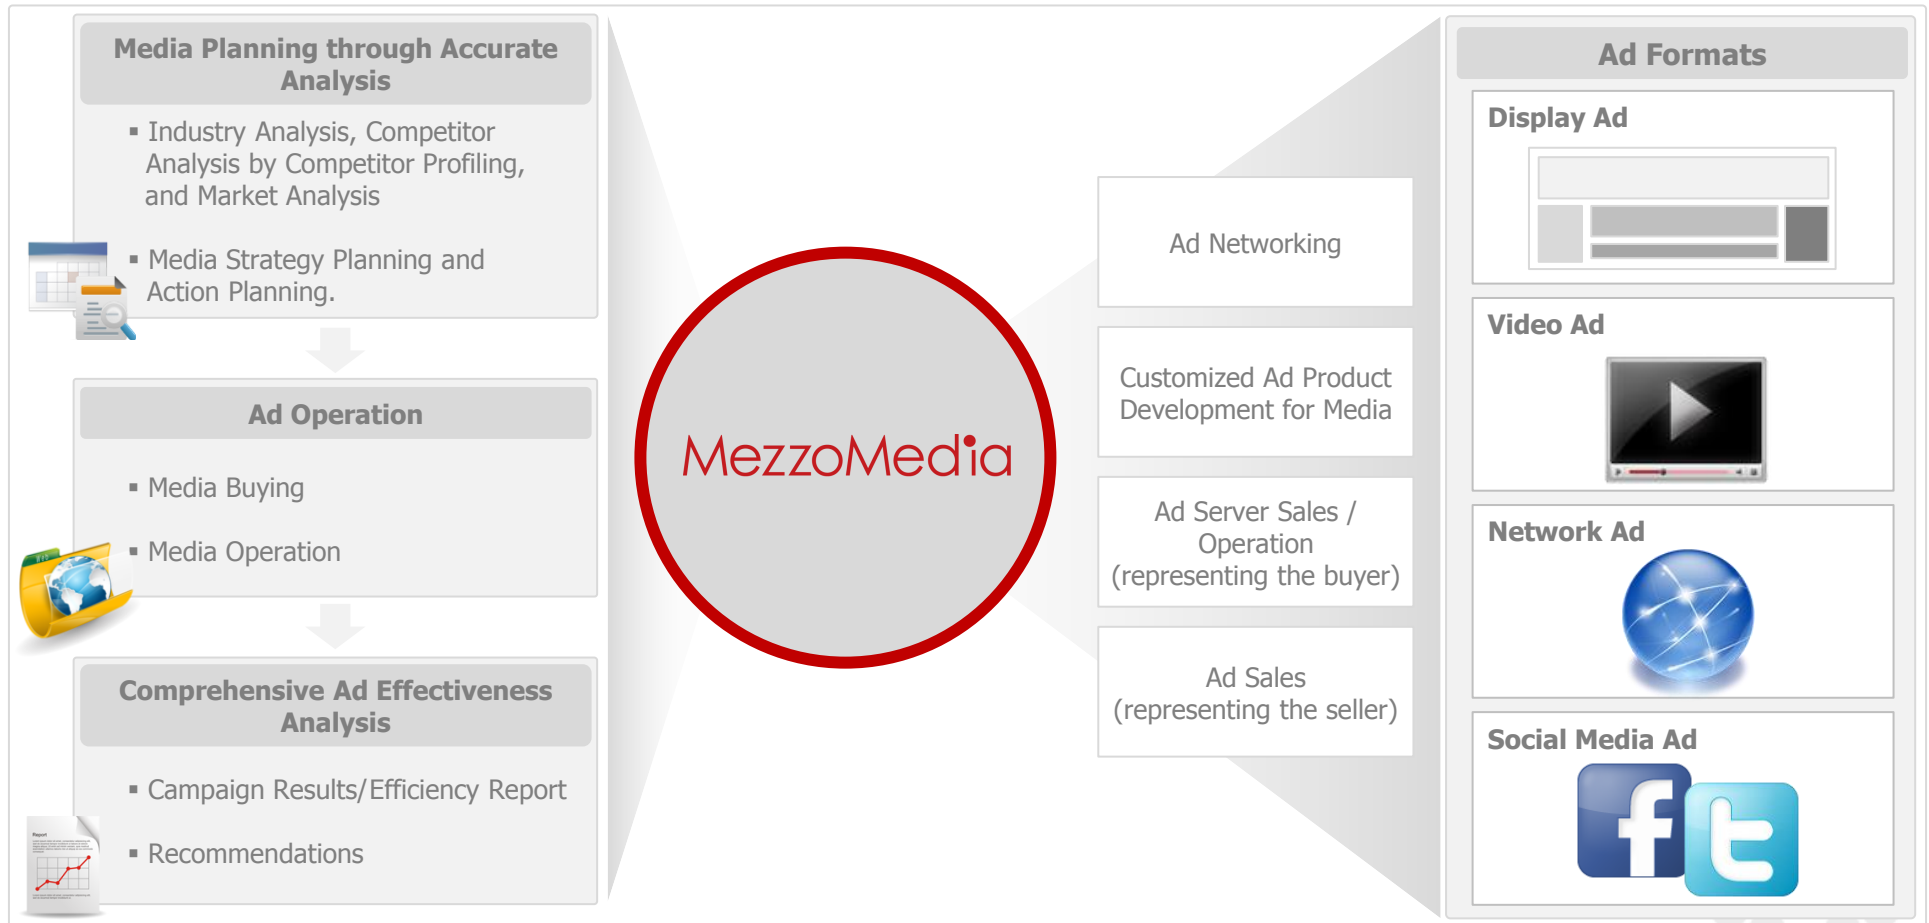 Media Planning through Accurate
Analysis
▪ Industry Analysis, Competitor
Analysis by Competitor Profiling,
and Market Analysis
▪ Media Strategy Planning and
Action Planning.
Ad Operation
▪ Media Buying
▪ Media Operation
Comprehensive Ad Effectiveness
Analysis
▪ Campaign Results/Efficiency Report
▪ Recommendations
Report
MezzoMedia
Ad Networking
Customized Ad Product
Development for Media
Ad Server Sales /
Operation
(representing the buyer)
Ad Sales
(representing the seller)
Ad Formats
Display Ad
Video Ad
Network Ad
Social Media Ad
f
t